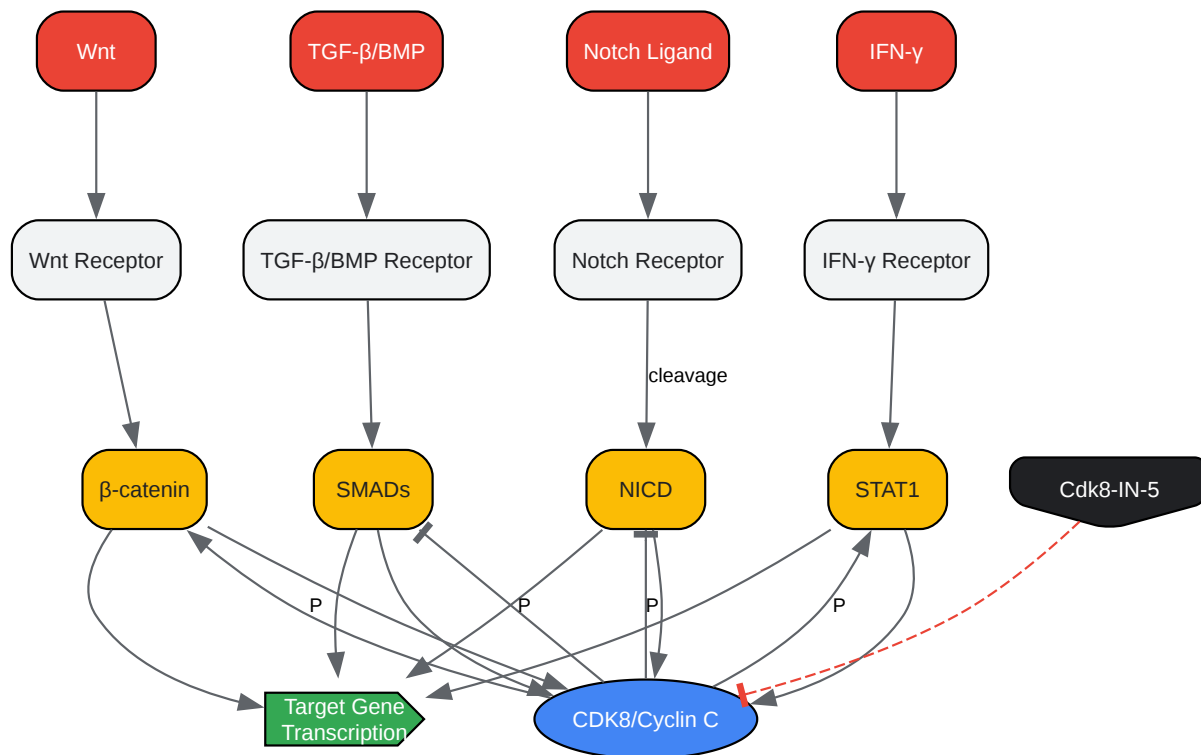 Wnt
TGF-β/BMP
Notch Ligand
IFN-γ
Wnt Receptor
TGF-β/BMP Receptor
Notch Receptor
IFN-γ Receptor
cleavage
β-catenin
SMADs
NICD
STAT1
Cdk8-IN-5
P
P
P
P
Target Gene
Transcription
CDK8/Cyclin C